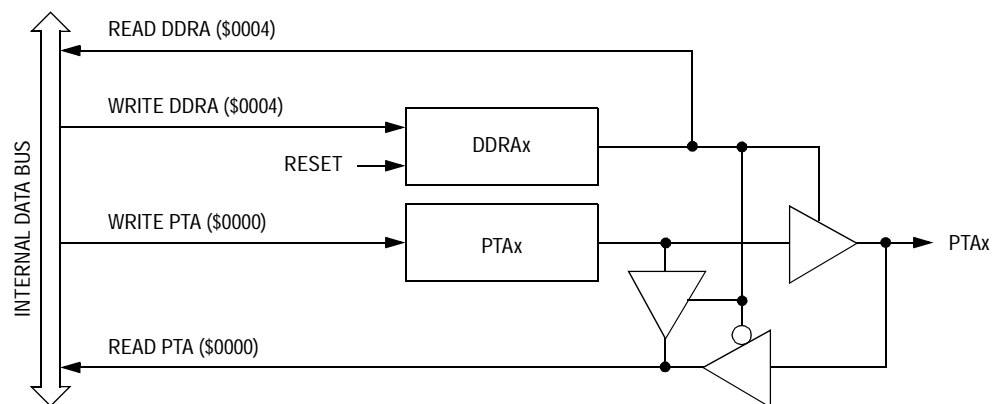 READ DDRA ($0004)
WRITE DDRA ($0004)
DDRAx
RESET
INTERNAL DATA BUS
WRITE PTA ($0000)
PTAx
PTAx
READ PTA ($0000)